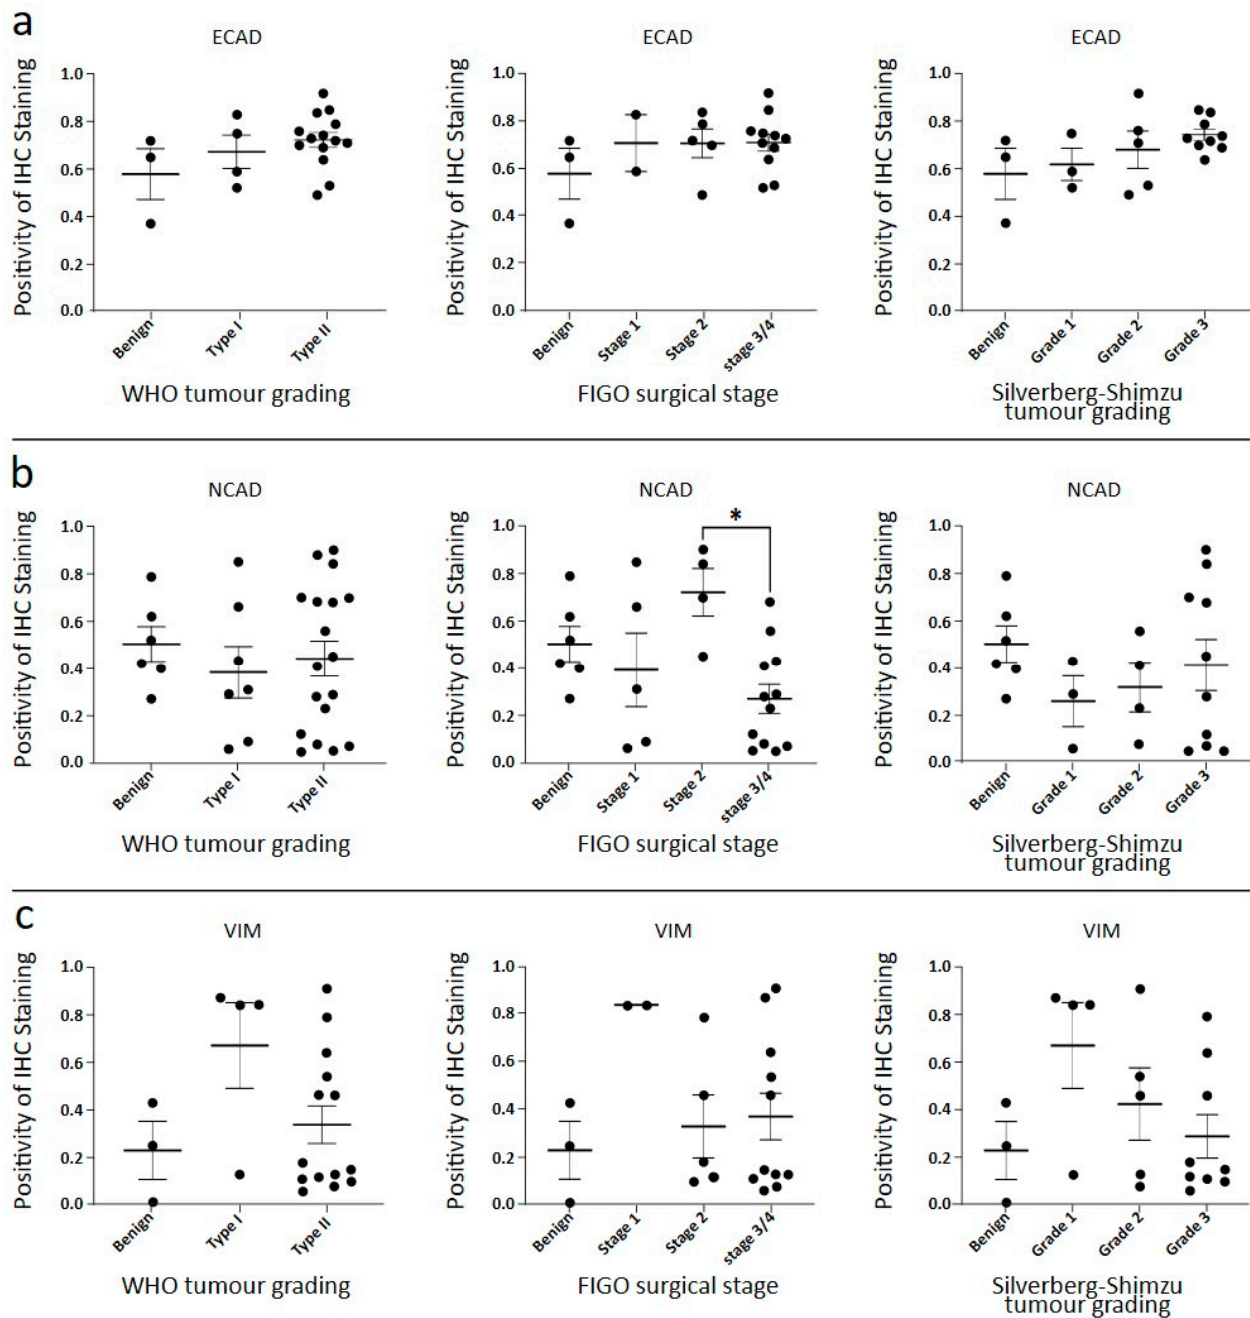 a
ECAD
ECAD
ECAD
Positivity of IHC Staining
1.0
0.8
0.6
0.4
0.2
0.0
Benign
Type I
Type II
WHO tumour grading
Positivity of IHC Staining
1.0
0.8
0.6
0.4
0.2
0.0
Benign
Stage 1
Stage 2
stage 3/4
FIGO surgical stage
Positivity of IHC Staining
1.0
0.8
0.6
0.4
0.2
0.0
Benign
Grade 1
Grade 2
Grade 3
Silverberg-Shimzu
tumour grading
b
NCAD
NCAD
NCAD
Positivity of IHC Staining
1.0
0.8
0.6
0.4
0.2
0.0
Benign
Type I
Type II
WHO tumour grading
Positivity of IHC Staining
1.0
0.8
0.6
0.4
0.2
0.0
*
Benign
Stage 1
Stage 2
stage 3/4
FIGO surgical stage
Positivity of IHC Staining
1.0
0.8
0.6
0.4
0.2
0.0
Benign
Grade 1
Grade 2
Grade 3
Silverberg-Shimzu
tumour grading
c
VIM
VIM
VIM
Positivity of IHC Staining
1.0
0.8
0.6
0.4
0.2
0.0
Benign
Type I
Type II
WHO tumour grading
Positivity of IHC Staining
1.0
0.8
0.6
0.4
0.2
0.0
Benign
Stage 1
Stage 2
stage 3/4
FIGO surgical stage
Positivity of IHC Staining
1.0
0.8
0.6
0.4
0.2
0.0
Benign
Grade 1
Grade 2
Grade 3
Silverberg-Shimzu
tumour grading